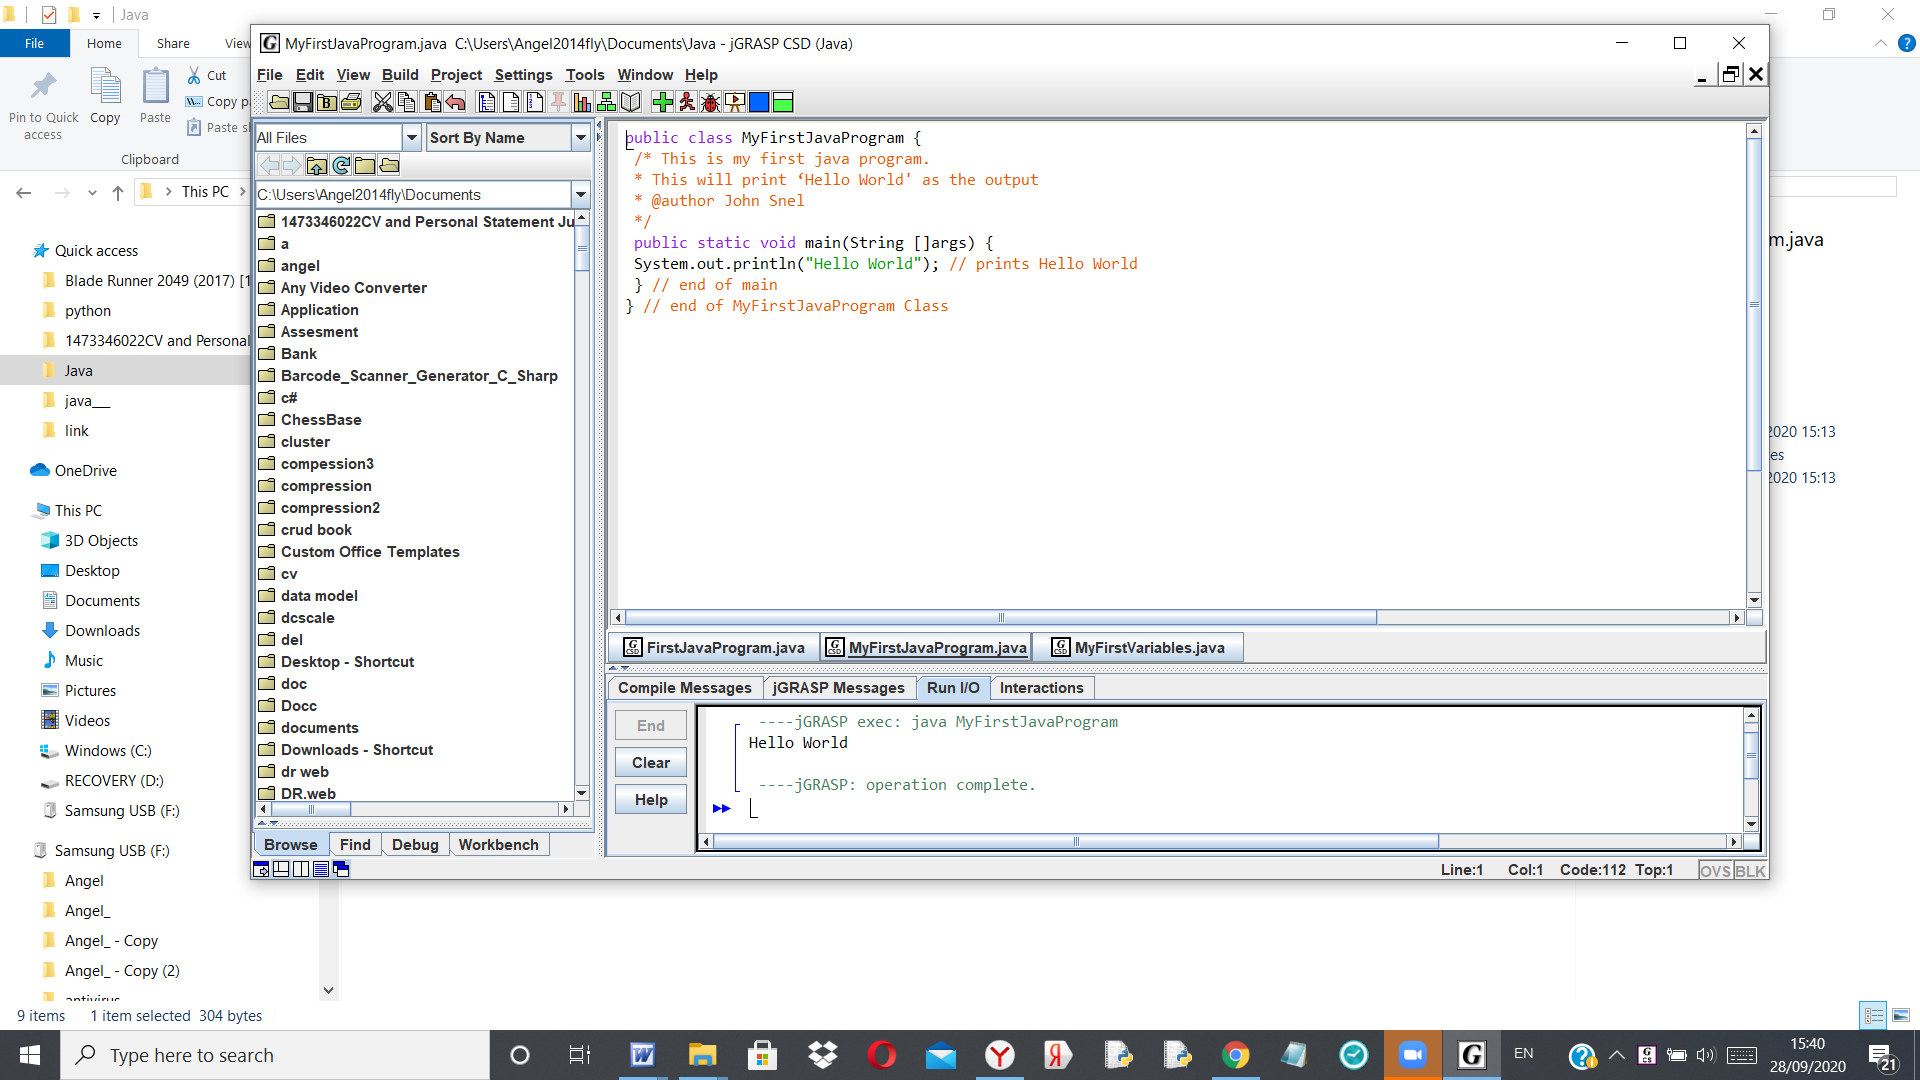 Java
File
Home
Share
View
Pin to Quick access
Copy
Paste
Cut
Copy pa
Paste sh
Clipboard
This PC
Quick access
Blade Runner 2049 (2017) [1
python
1473346022CV and Personal
Java
java___
link
OneDrive
This PC
3D Objects
Desktop
Documents
Downloads
Music
Pictures
Videos
Windows (C:)
RECOVERY (D:)
Samsung USB (F:)
Samsung USB (F:)
Angel
Angel_
Angel_ - Copy
Angel_ - Copy (2)
antivirus
9 items 1 item selected 304 bytes
MyFirstJavaProgram.java C:\Users\Angel2014fly\Documents\Java - jGRASP CSD (Java)
File Edit View Build Project Settings Tools Window Help
All Files
Sort By Name
C:\Users\Angel2014fly\Documents
1473346022CV and Personal Statement Ju
a
angel
Any Video Converter
Application
Assesment
Bank
Barcode_Scanner_Generator_C_Sharp
c#
ChessBase
cluster
compession3
compression
compression2
crud book
Custom Office Templates
cv
data model
dcscale
del
Desktop - Shortcut
doc
Docc
documents
Downloads - Shortcut
dr web
DR.web
Browse Find Debug Workbench
public class MyFirstJavaProgram {
/* This is my first java program.
* This will print ‘Hello World' as the output
* @author John Snel
*/
public static void main(String []args) {
System.out.println("Hello World"); // prints Hello World
} // end of main
} // end of MyFirstJavaProgram Class
FirstJavaProgram.java MyFirstJavaProgram.java MyFirstVariables.java
Compile Messages jGRASP Messages Run I/O Interactions
End
Clear
Help
----jGRASP exec: java MyFirstJavaProgram
Hello World
----jGRASP: operation complete.
Line:1 Col:1 Code:112 Top:1 OVS BLK
m.java
2020 15:13
es
2020 15:13
Type here to search
EN
15:40
28/09/2020
21